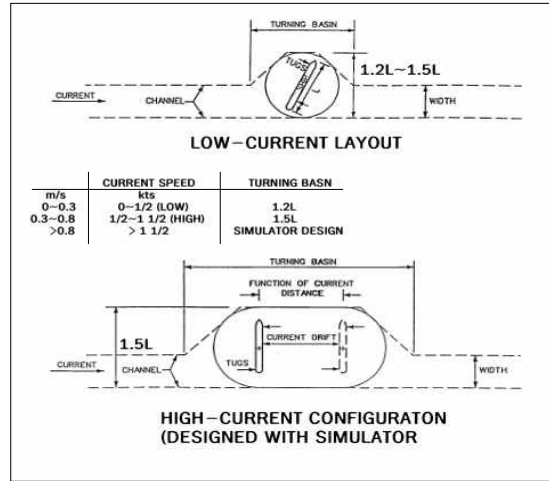 TURNING BASIN
TUGS
SHIP
L
1.2L~1.5L
CURRENT
CHANNEL
WIDTH
LOW-CURRENT LAYOUT
CURRENT SPEED TURNING BASN
m/s kts
0~0.3 0~1/2 (LOW) 1.2L
0.3~0.8 1/2~1 1/2 (HIGH) 1.5L
>0.8 > 1 1/2 SIMULATOR DESIGN
TURNING BASIN
FUNCTION OF CURRENT
DISTANCE
1.5L
CURRENT DRIFT
CURRENT
CHANNEL
TUGS
WIDTH
HIGH-CURRENT CONFIGURATON
(DESIGNED WITH SIMULATOR